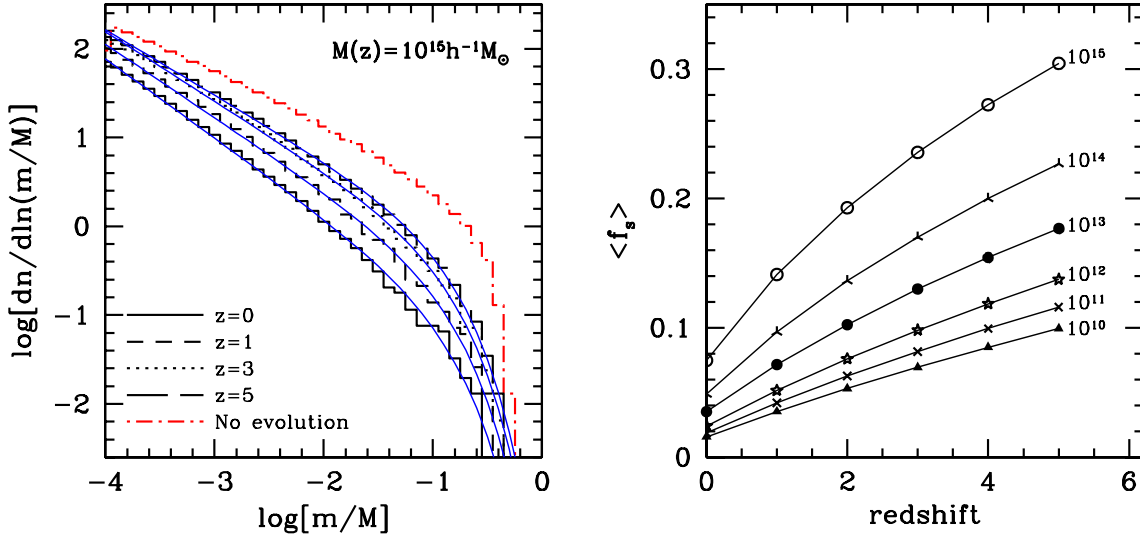 M(z)=10¹⁵h⁻¹M⊙
log[dn/dln(m/M)]
2
1
0
−1
−2
z=0
z=1
z=3
z=5
No evolution
−4
−3
−2
−1
0
log[m/M]
<f_s>
0.3
0.2
0.1
0
10¹⁵
10¹⁴
10¹³
10¹²
10¹¹
10¹⁰
0
2
4
6
redshift